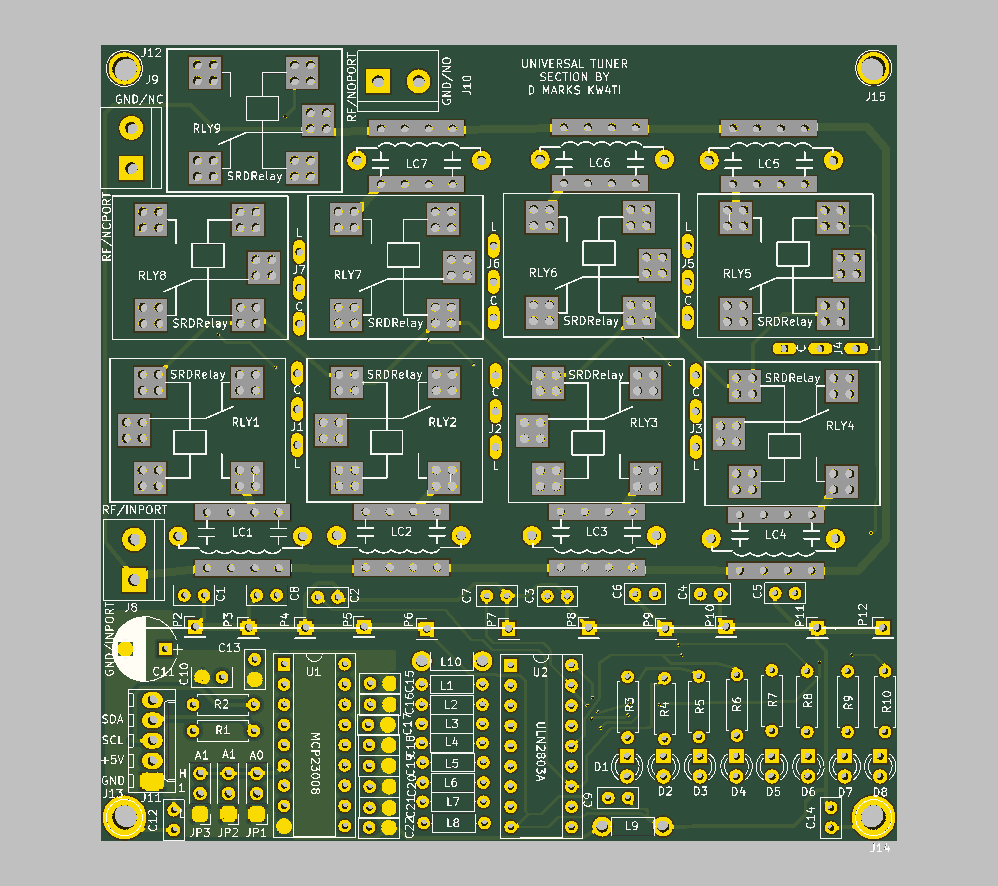 J12
J9
GND/NC
RLY9
SRDRelay
RF/NOPORT
GND/NO
J10
UNIVERSAL TUNER
SECTION BY
D MARKS KW4TI
J15
LC7
LC6
LC5
RF/NCPORT
RLY8
SRDRelay
L
J7
C
RLY7
SRDRelay
L
J6
C
RLY6
SRDRelay
L
J5
C
RLY5
SRDRelay
C
J4
L
SRDRelay
RLY1
C
J1
L
SRDRelay
RLY2
C
J2
L
SRDRelay
RLY3
C
J3
L
SRDRelay
RLY4
RF/INPORT
LC1
LC2
LC3
LC4
J8
GND/INPORT
C1
C8
C2
C7
C3
C6
C4
C5
P2
P3
P4
P5
P6
P7
P8
P9
P10
P11
P12
C11
+
C10
C13
U1
MCP23008
R2
R1
SDA
SCL
+5V
GND
J13
J11
1
C12
A1
A1
A0
H
L
JP3
JP2
JP1
C15
C16
C17
C18
C19
C20
C21
C22
L10
L1
L2
L3
L4
L5
L6
L7
L8
U2
ULN2803A
R3
R4
R5
R6
R7
R8
R9
R10
D1
D2
D3
D4
D5
D6
D7
D8
C9
L9
C14
J14